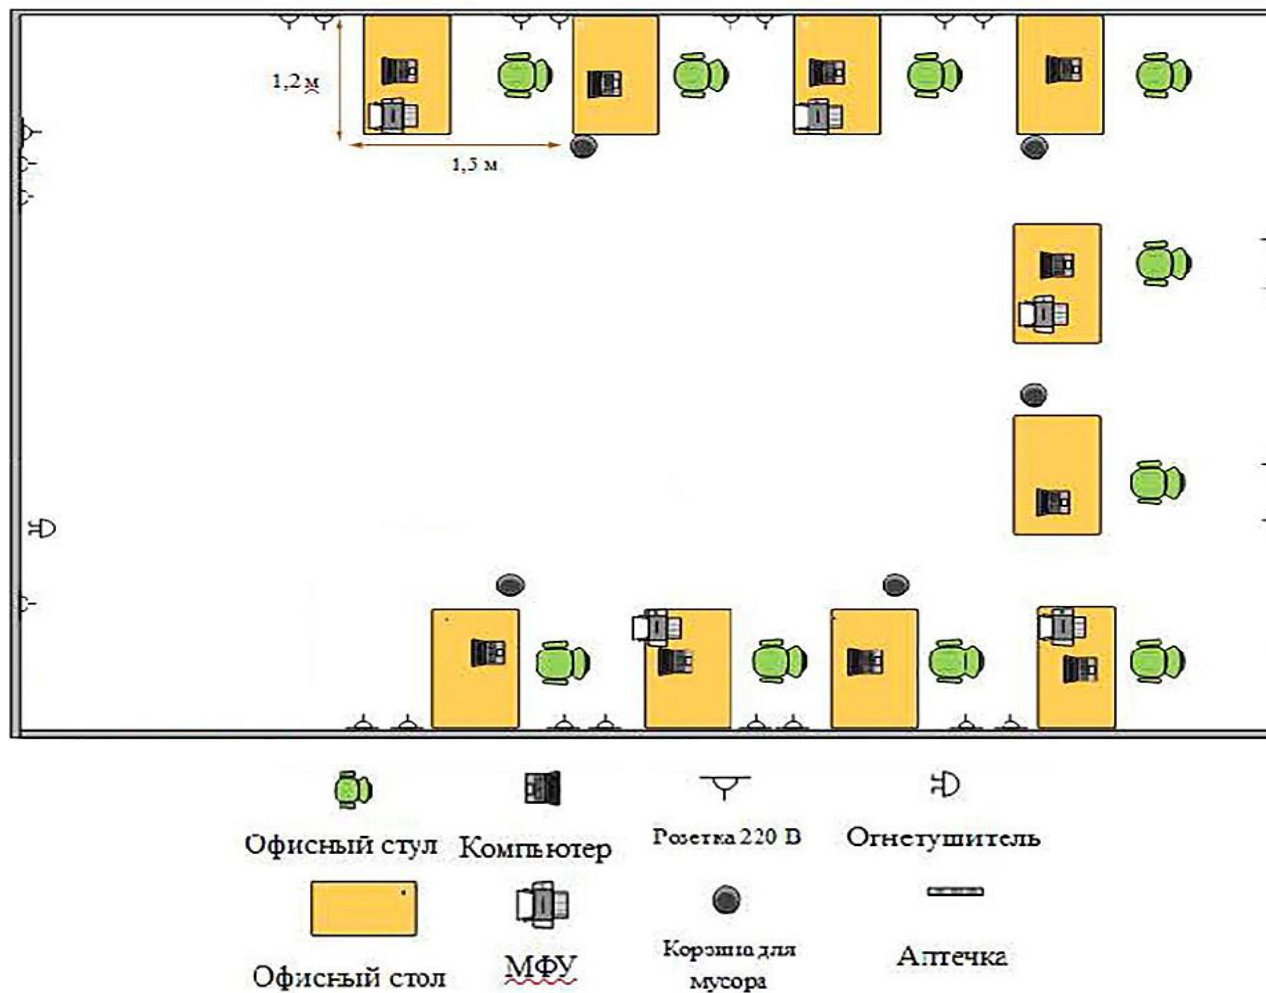 1,2 м
1,5 м
Офисный стул
Компьютер
Розетка 220 В
Огнетушитель
Офисный стол
МФУ
Корзина для
мусора
Аптечка